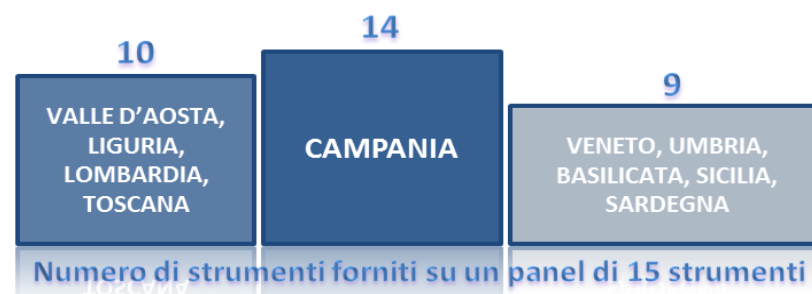 10
14
9
VALLE D'AOSTA,
LIGURIA,
LOMBARDIA,
TOSCANA
CAMPANIA
VENETO, UMBRIA,
BASILICATA, SICILIA,
SARDEGNA
Numero di strumenti forniti su un panel di 15 strumenti